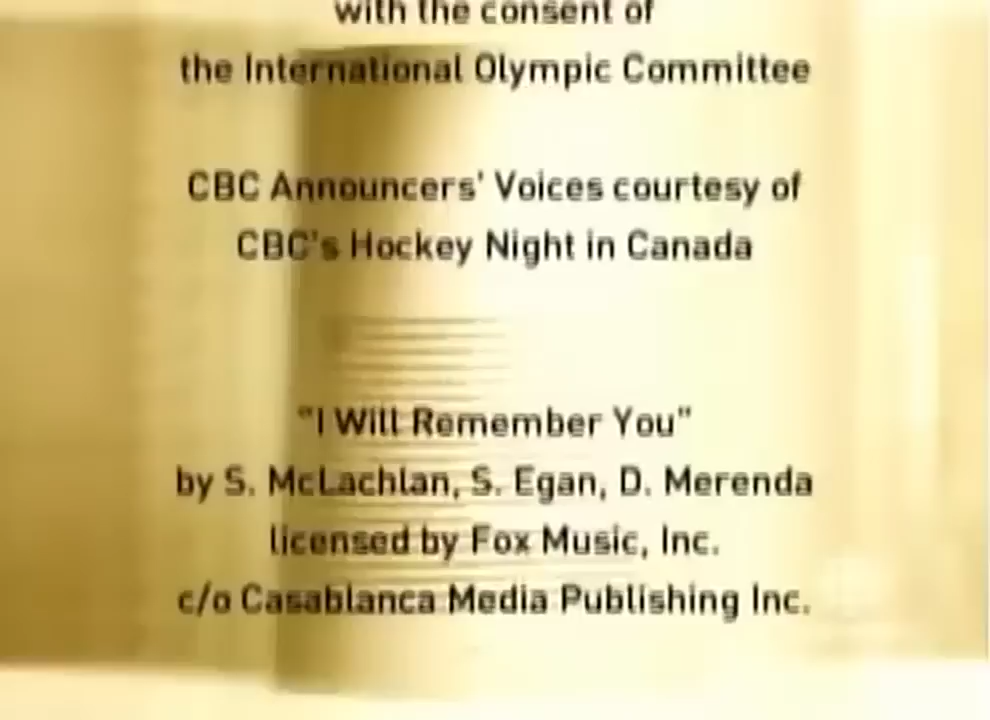 with the consent of
the International Olympic Committee
CBC Announcers' Voices courtesy of
CBC's Hockey Night in Canada
"I Will Remember You"
by S. McLachlan, S. Egan, D. Merenda
licensed by Fox Music, Inc.
c/o Casablanca Media Publishing Inc.